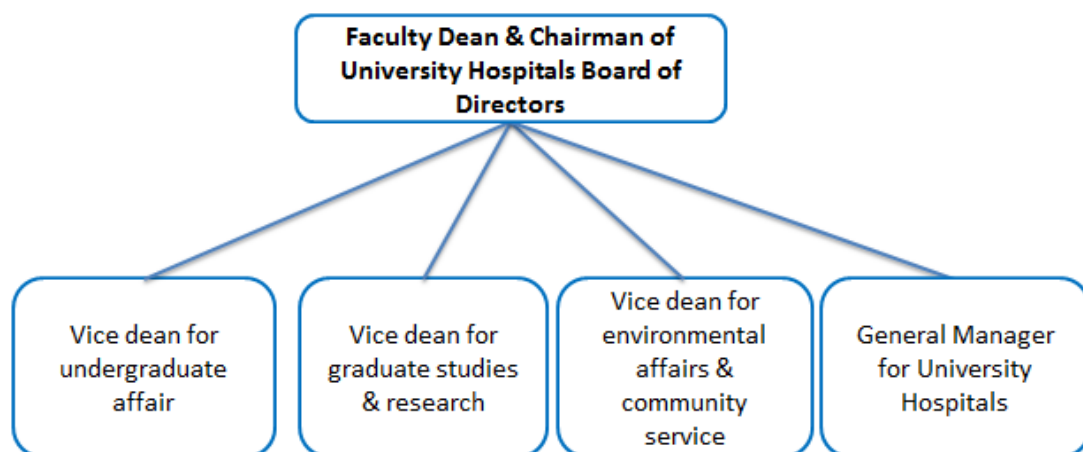 Faculty Dean & Chairman of
University Hospitals Board of
Directors
Vice dean for
undergraduate
affair
Vice dean for
graduate studies
& research
Vice dean for
environmental
affairs &
community
service
General Manager
for University
Hospitals